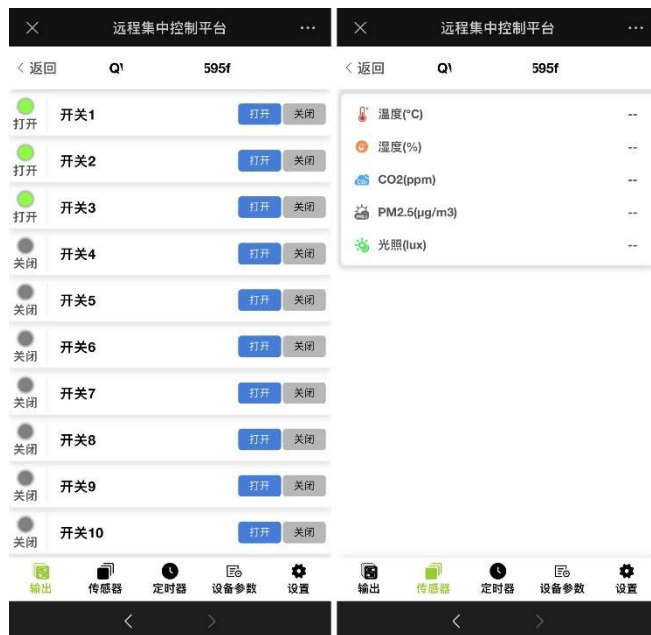 远程集中控制平台
返回
595f
打开
开关1
打开 关闭
打开
开关2
打开 关闭
打开
开关3
打开 关闭
关闭
开关4
打开 关闭
关闭
开关5
打开 关闭
关闭
开关6
打开 关闭
关闭
开关7
打开 关闭
关闭
开关8
打开 关闭
关闭
开关9
打开 关闭
关闭
开关10
打开 关闭
输出 传感器 定时器 设备参数 设置
远程集中控制平台
返回
595f
温度(°C) --
湿度(%) --
CO2(ppm) --
PM2.5(μg/m3) --
光照(lux) --
输出 传感器 定时器 设备参数 设置